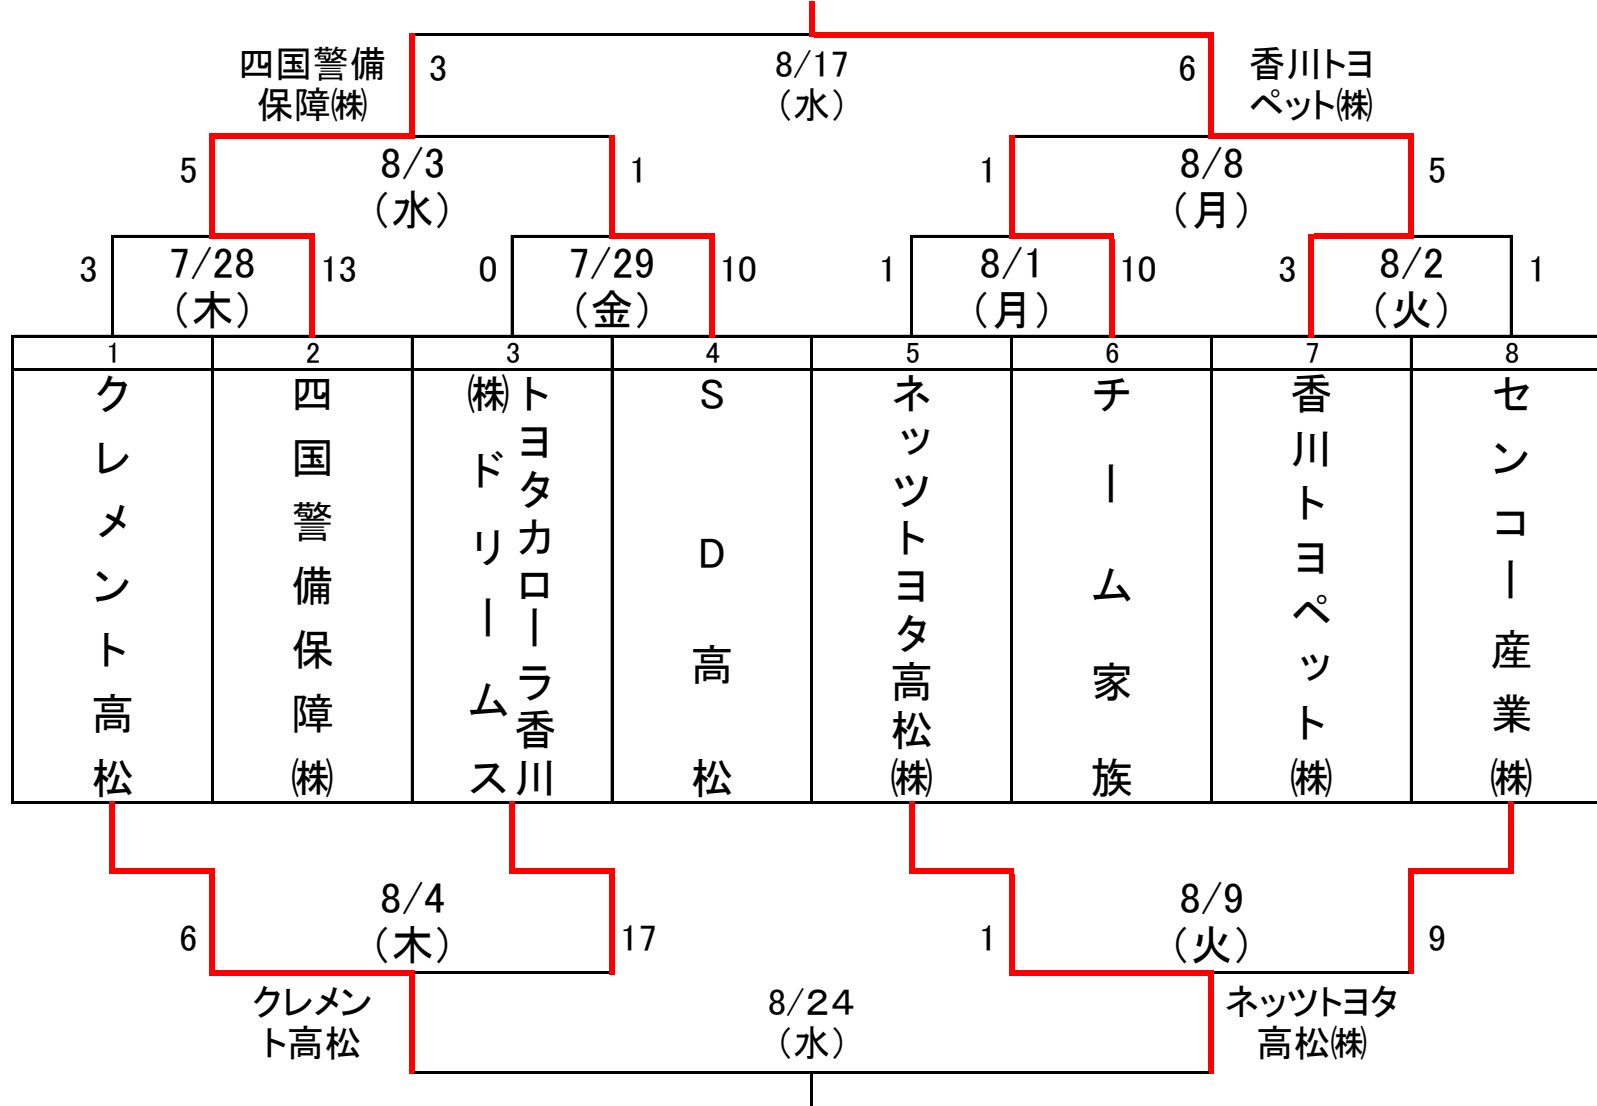 四国警備
保障㈱
3
8/17
（水）
6
香川トヨ
ペット㈱
5
8/3
（水）
1
1
8/8
（月）
5
3
7/28
（木）
13
0
7/29
（金）
10
1
8/1
（月）
10
3
8/2
（火）
1
1
2
3
4
5
6
7
8
クレメント高松
四国警備保障㈱
トヨタカローラ香川
㈱ドリームス
SD高松
ネッツトヨタ高松㈱
チーム家族
香川トヨペット㈱
センコー産業㈱
6
8/4
（木）
17
1
8/9
（火）
9
クレメン
ト高松
8/24
（水）
ネッツトヨタ
高松㈱